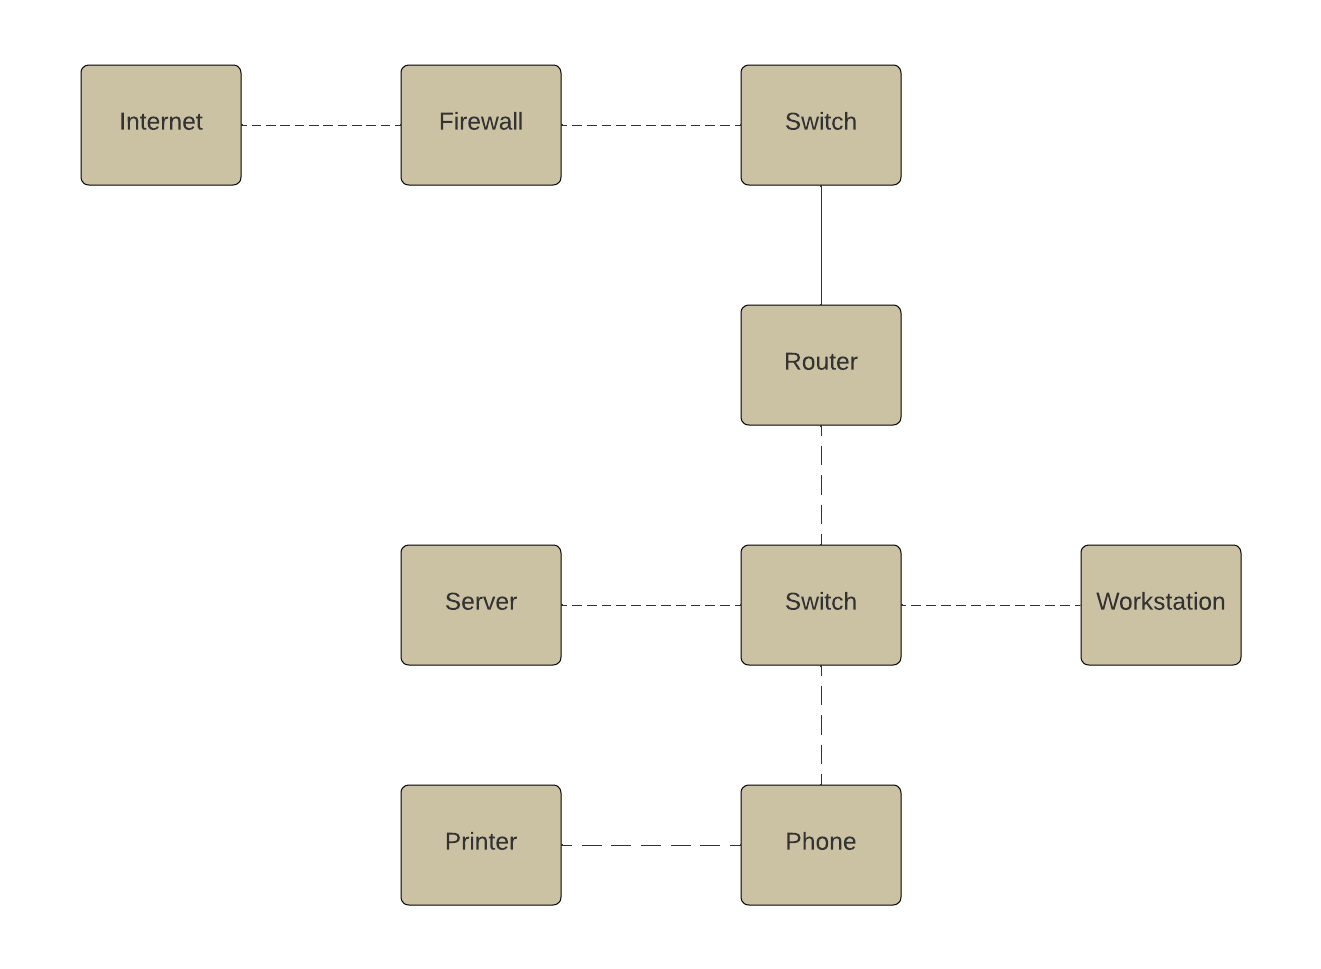 Internet
Firewall
Switch
Router
Server
Switch
Workstation
Printer
Phone